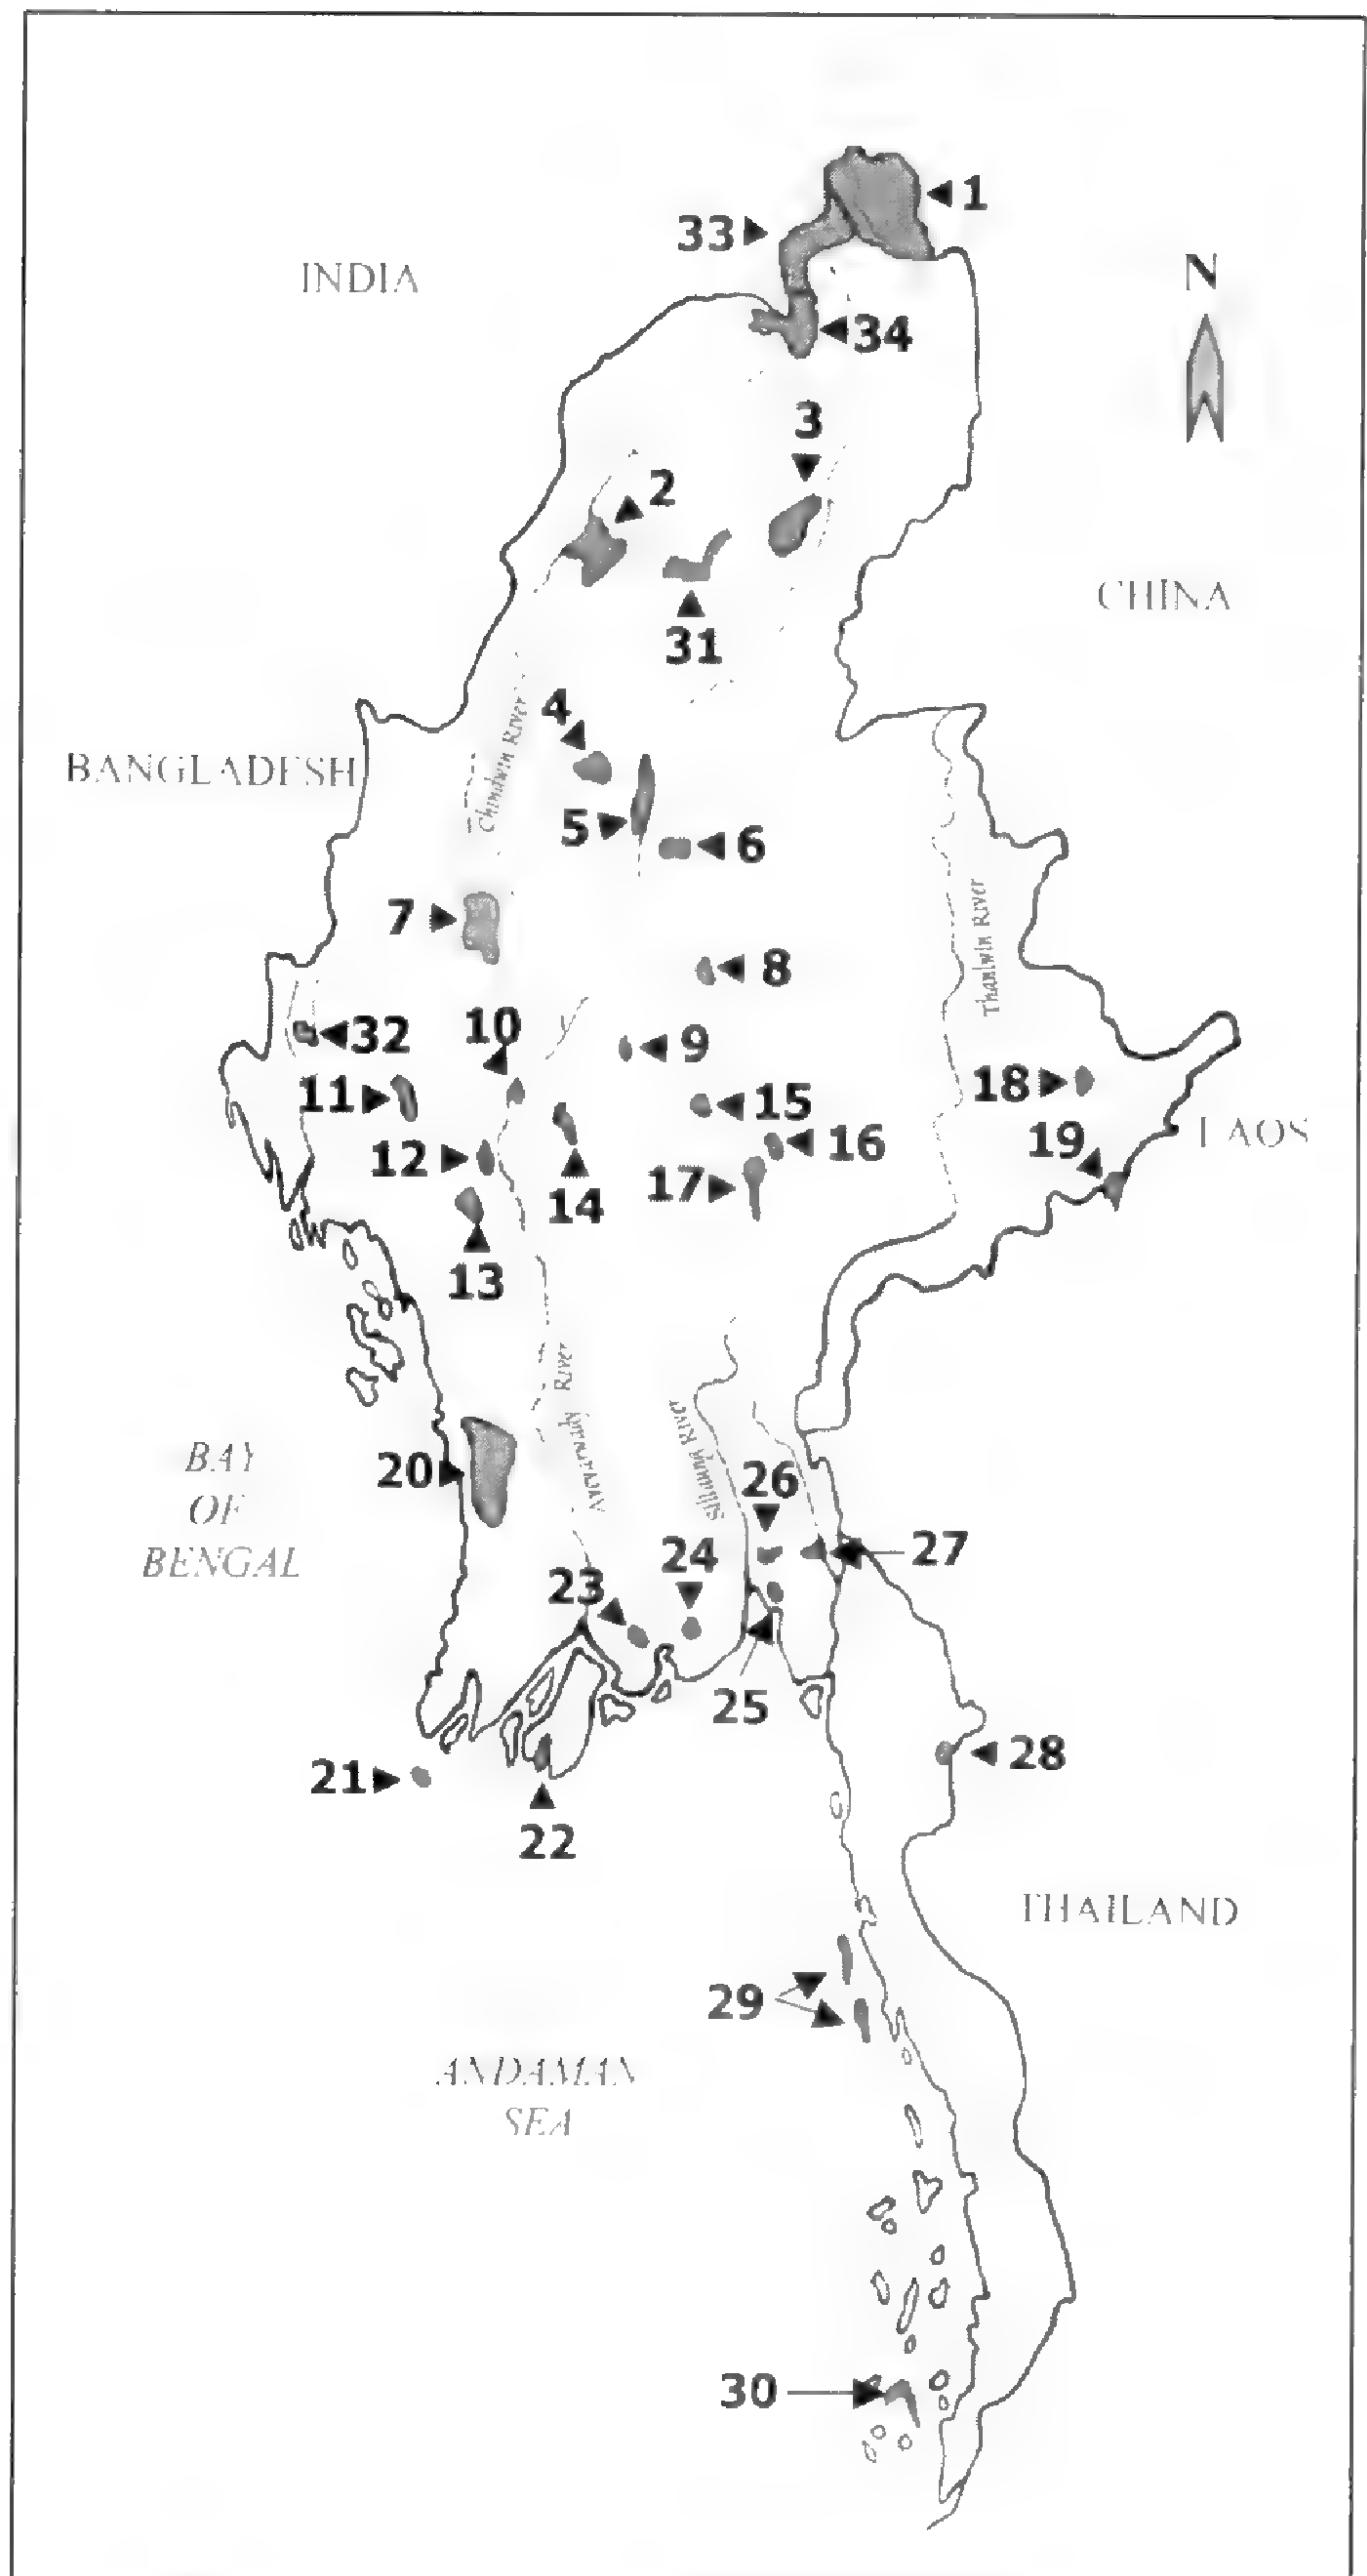 1
33
INDIA
N
34
3
2
CHINA
31
4
Chindwin River
BANGLADESH
5
6
7
Thanlwin River
8
10
32
9
11
18
15
LAOS
19
12
16
17
14
13
Ayeyarwady River
Sittaung River
BAY
OF
BENGAL
20
26
27
24
23
25
28
21
22
THAILAND
29
ANDAMAN
SEA
30